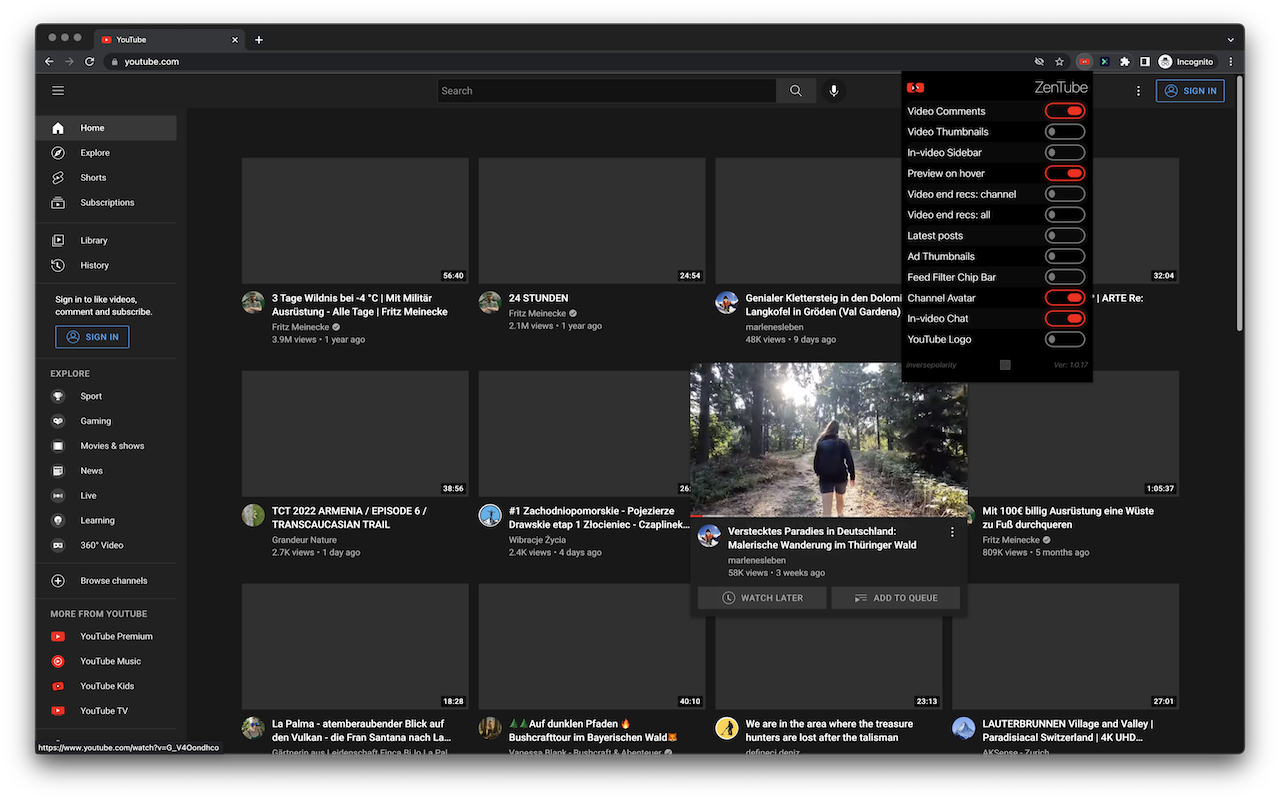 YouTube
youtube.com
Incognito
Search
SIGN IN
ZenTube
Video Comments
Video Thumbnails
In-video Sidebar
Preview on hover
Video end recs: channel
Video end recs: all
Latest posts
Ad Thumbnails
Feed Filter Chip Bar
Channel Avatar
In-video Chat
YouTube Logo
Inversepolarity
Ver: 1.0.17
Home
Explore
Shorts
Subscriptions
Library
History
Sign in to like videos,
comment and subscribe.
SIGN IN
EXPLORE
Sport
Gaming
Movies & shows
News
Live
Learning
360° Video
Browse channels
MORE FROM YOUTUBE
YouTube Premium
YouTube Music
YouTube Kids
YouTube TV
https://www.youtube.com/watch?v=G_V4Oondhco
56:40
3 Tage Wildnis bei -4 °C | Mit Militär
Ausrüstung - Alle Tage | Fritz Meinecke
Fritz Meinecke
3.9M views • 1 year ago
24:54
24 STUNDEN
Fritz Meinecke
2.1M views • 1 year ago
Genialer Klettersteig in den Dolomi
Langkofel in Gröden (Val Gardena)
marlenesleben
48K views • 9 days ago
32:04
* | ARTE Re:
38:56
TCT 2022 ARMENIA / EPISODE 6 /
TRANSCAUCASIAN TRAIL
Grandeur Nature
2.7K views • 1 day ago
26:
#1 Zachodniopomorskie - Pojezierze
Drawskie etap 1 Złocieniec - Czaplinek...
Wibracje Życia
2.4K views • 4 days ago
Verstecktes Paradies in Deutschland:
Malerische Wanderung im Thüringer Wald
marlenesleben
58K views • 3 weeks ago
WATCH LATER
ADD TO QUEUE
1:05:37
Mit 100€ billig Ausrüstung eine Wüste
zu Fuß durchqueren
Fritz Meinecke
809K views • 5 months ago
18:28
La Palma - atemberaubender Blick auf
den Vulkan - die Fran Santana nach La...
Gärtnerin aus Leidenschaft Finca Bi Jo La Pal
40:10
Auf dunklen Pfaden
Bushcrafttour im Bayerischen Wald
Vanessa Blank - Bushcraft & Abenteuer
23:13
We are in the area where the treasure
hunters are lost after the talisman
defineci deniz
27:01
LAUTERBRUNNEN Village and Valley |
Paradisiacal Switzerland | 4K UHD...
AKSense - Zurich